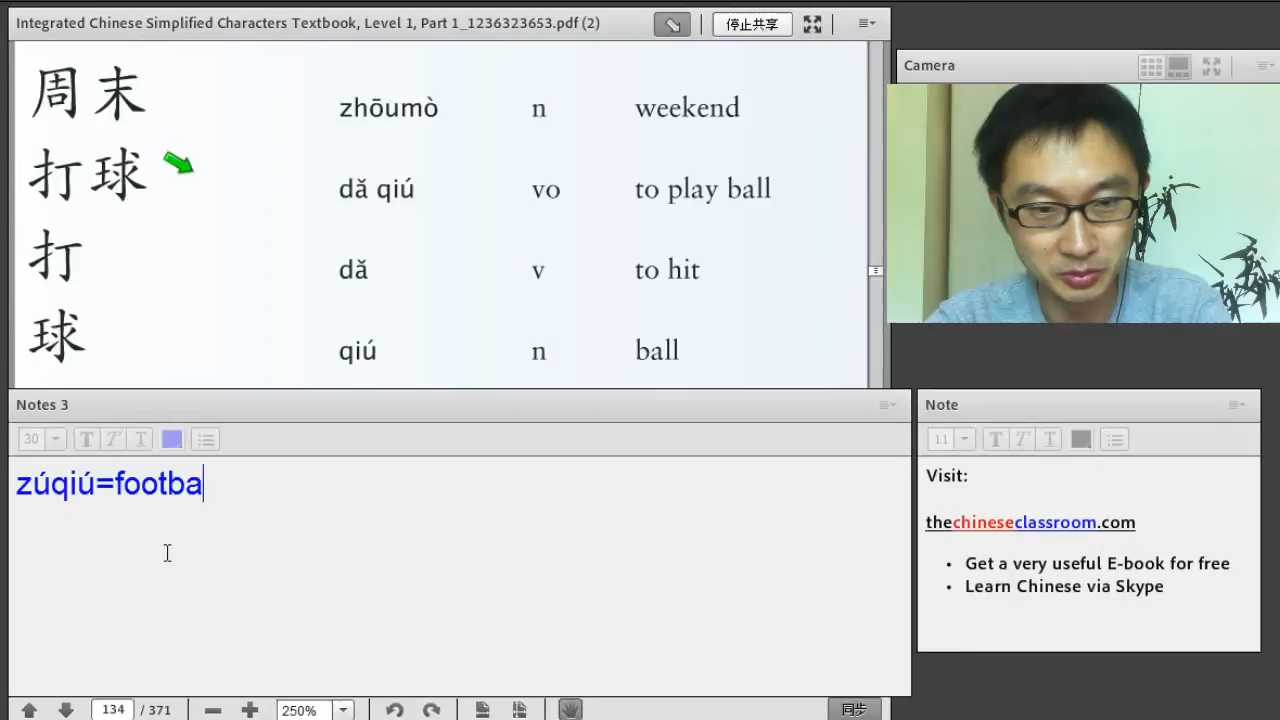 Integrated Chinese Simplified Characters Textbook, Level 1, Part 1_1236323653.pdf (2)
停止共享
周末 zhōumò n weekend
打球 dǎ qiú vo to play ball
打 dǎ v to hit
球 qiú n ball
Camera
Notes 3
30 T T T
zúqiú=footba
Note
11 T T T
Visit:
thechineseclassroom.com
• Get a very useful E-book for free
• Learn Chinese via Skype
134 / 371 250% 同步